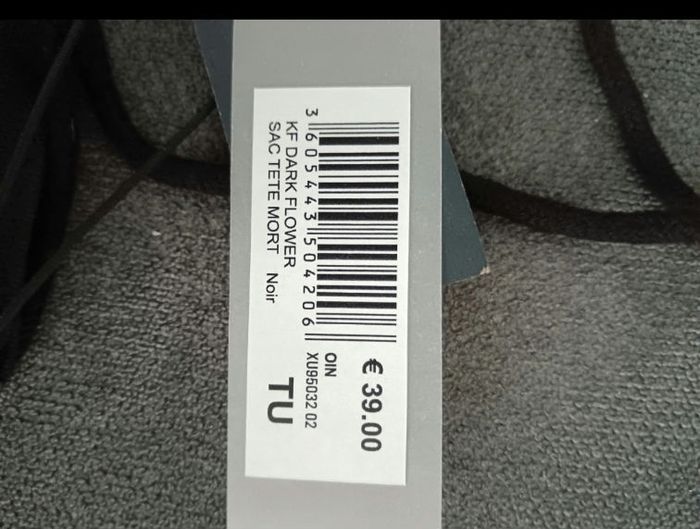 € 39.00
3 605443 504206
OIN
XU95032 02
KF DARK FLOWER
SAC TETE MORT Noir
TU